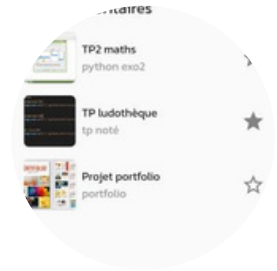 TP2 maths
python exo2
TP ludothèque
tp noté
Projet portfolio
portfolio